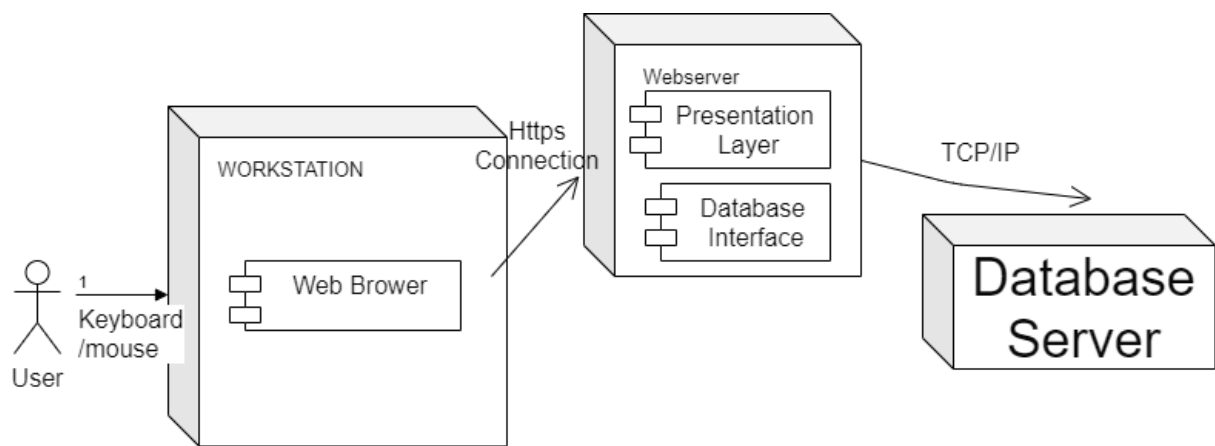 User
1
Keyboard
/mouse
WORKSTATION
Web Brower
Https
Connection
Webserver
Presentation
Layer
Database
Interface
TCP/IP
Database
Server